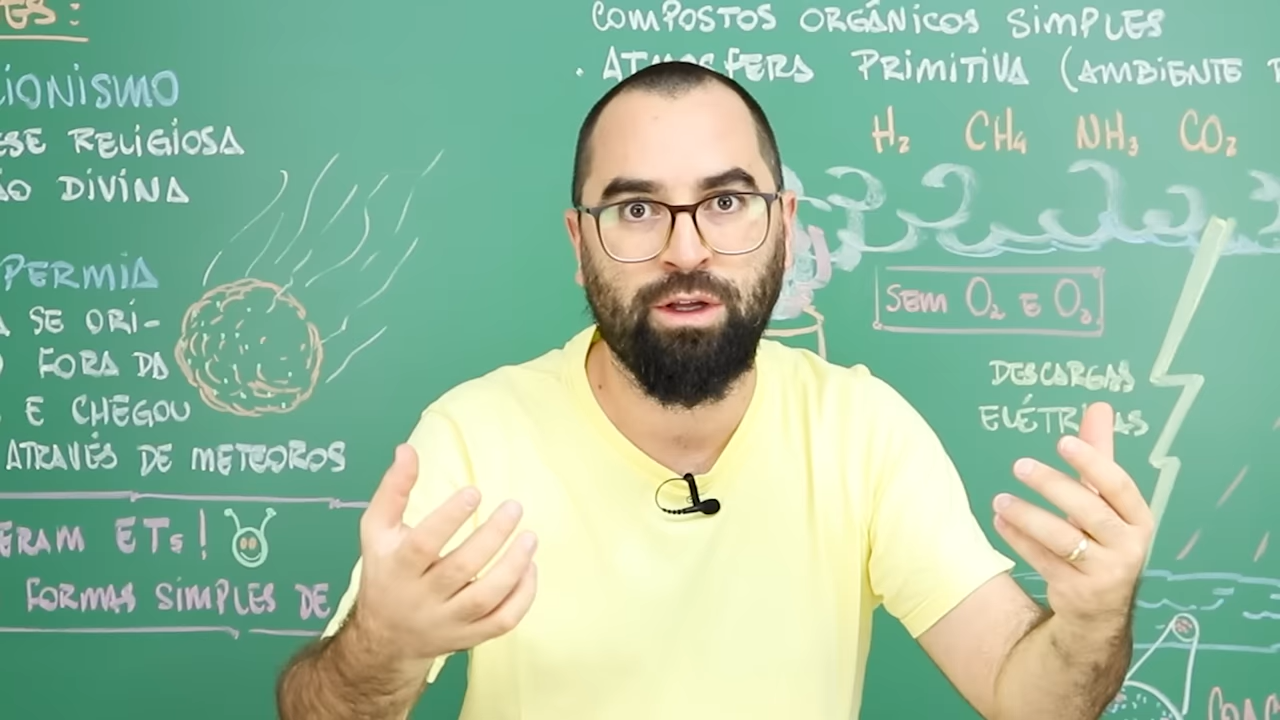 ES:
IONISMO
ESE RELIGIOSA
ÃO DIVINA
PERMIA
A SE ORI-
FORA DA
E CHEGOU
ATRAVÉS DE METEOROS
ERAM ETs!
FORMAS SIMPLES DE
COMPOSTOS ORGÂNICOS SIMPLES
· ATMOSFERA PRIMITIVA (AMBIENTE
H₂ CH₄ NH₃ CO₂
SEM O₂ E O₃
DESCARGAS
ELÉTRICAS